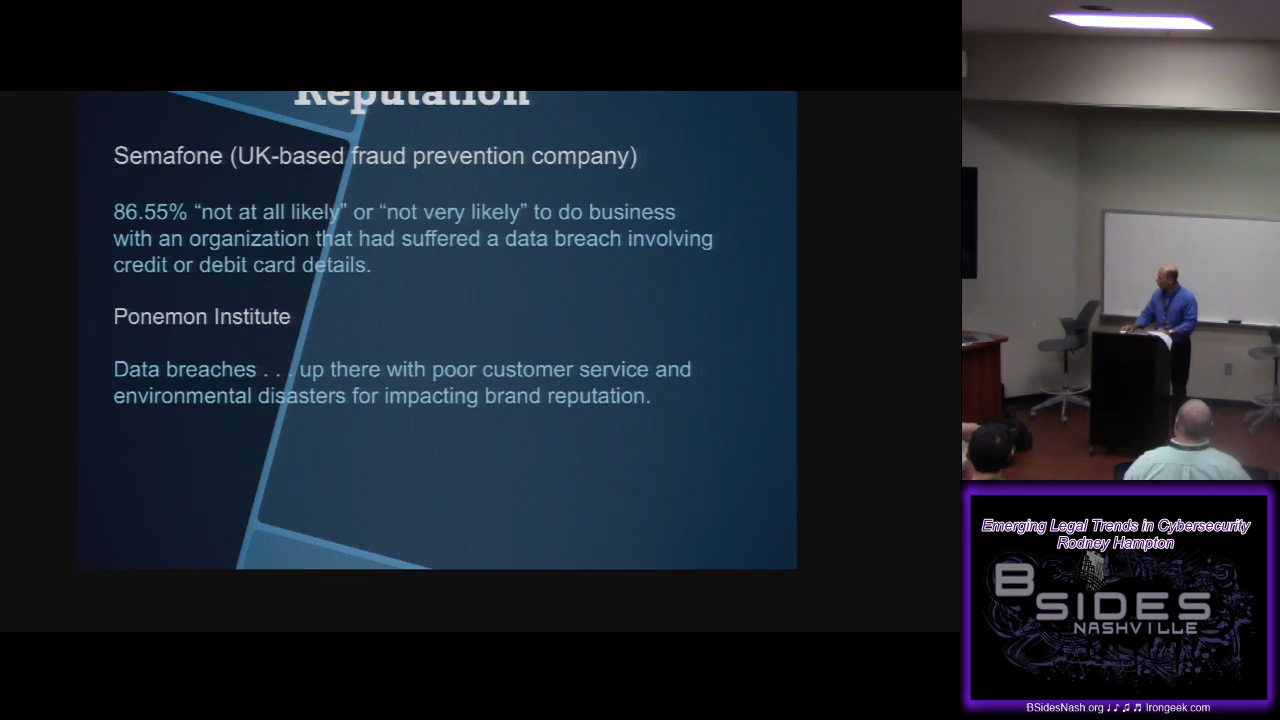 Reputation
Semafone (UK-based fraud prevention company)
86.55% “not at all likely” or “not very likely” to do business
with an organization that had suffered a data breach involving
credit or debit card details.
Ponemon Institute
Data breaches . . . up there with poor customer service and
environmental disasters for impacting brand reputation.
Emerging Legal Trends in Cybersecurity
Rodney Hampton
BSIDES
NASHVILLE
BSidesNash.org ♩ ♪ ♫ ♬ Irongeek.com